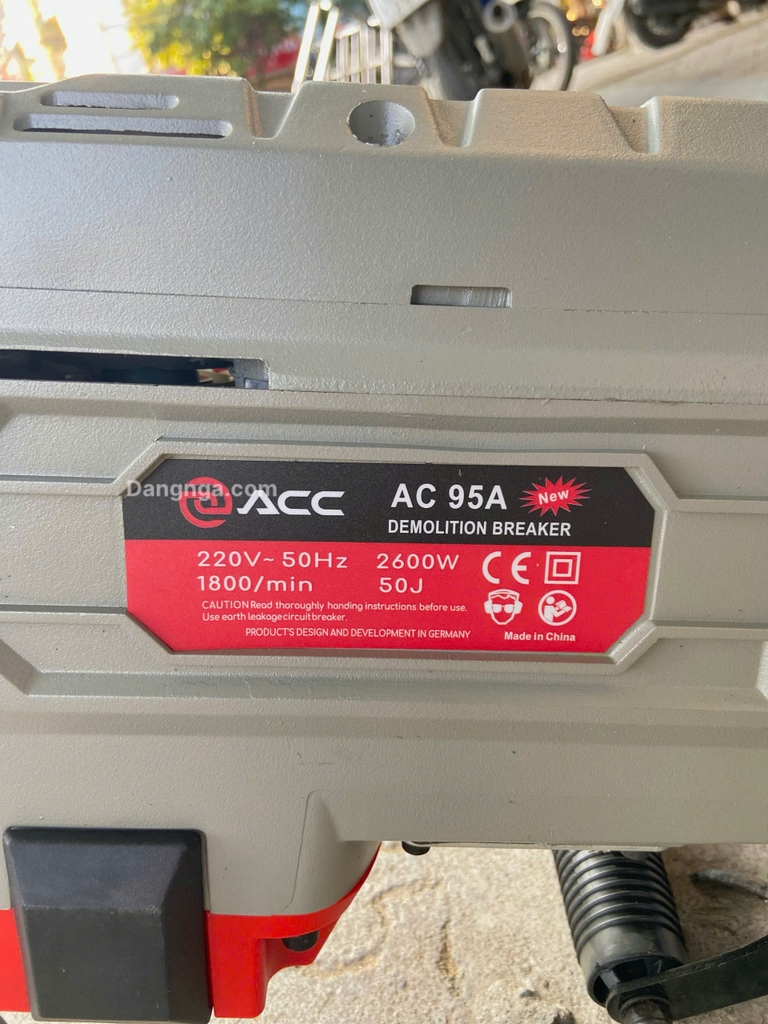 Dangnga.com
ACC
AC 95A New
DEMOLITION BREAKER
220V~ 50Hz 2600W
1800/min 50J
CE
CAUTION Read thoroughly handing instructions before use.
Use earth leakage circuit breaker.
PRODUCT'S DESIGN AND DEVELOPMENT IN GERMANY
Made in China